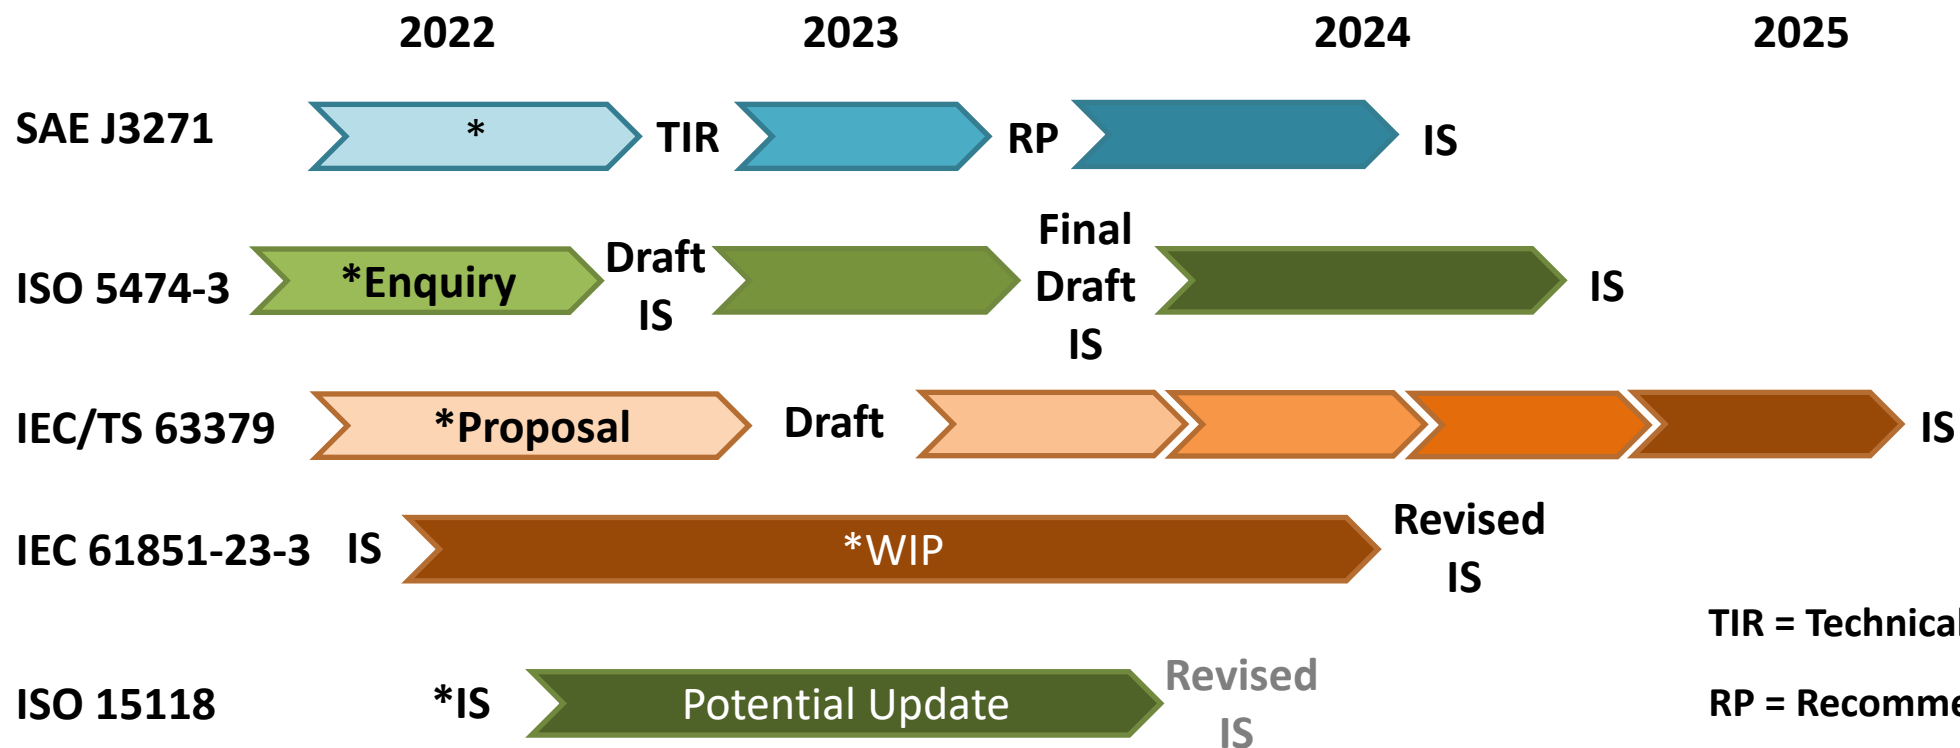 2022 2023 2024 2025
SAE J3271 * TIR RP IS
ISO 5474-3 *Enquiry Draft IS Final Draft IS IS
IEC/TS 63379 *Proposal Draft IS
IEC 61851-23-3 IS *WIP Revised IS
TIR = Technical
ISO 15118 *IS Potential Update Revised IS
RP =